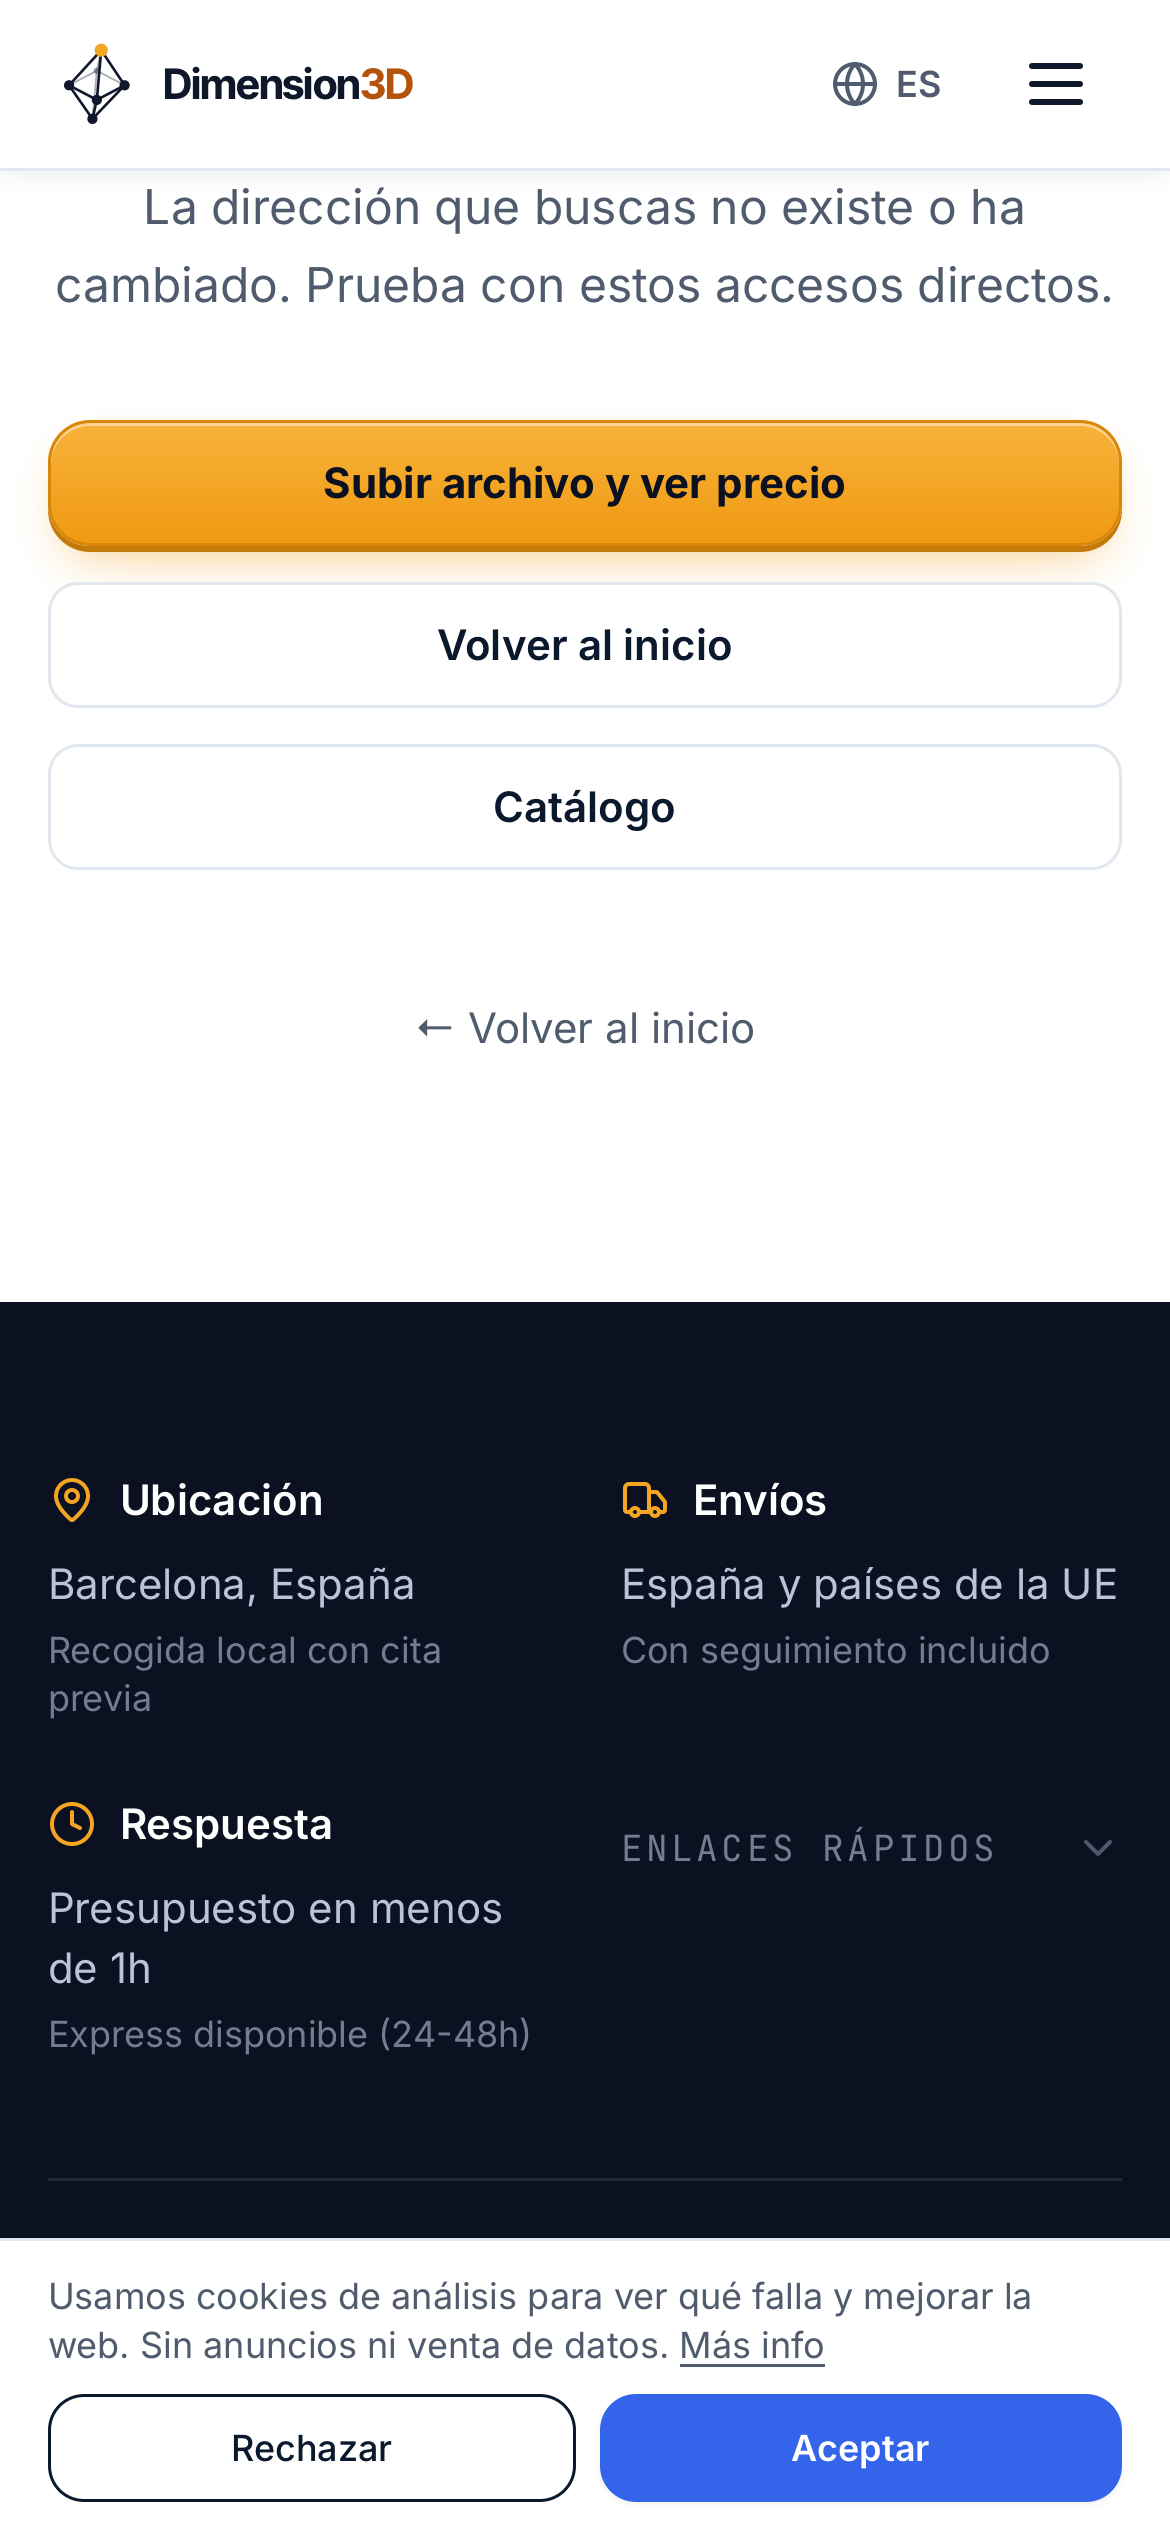 Dimension3D
ES
La dirección que buscas no existe o ha
cambiado. Prueba con estos accesos directos.
Subir archivo y ver precio
Volver al inicio
Catálogo
← Volver al inicio
Ubicación
Barcelona, España
Recogida local con cita
previa
Envíos
España y países de la UE
Con seguimiento incluido
Respuesta
Presupuesto en menos
de 1h
Express disponible (24-48h)
ENLACES RÁPIDOS
Usamos cookies de análisis para ver qué falla y mejorar la
web. Sin anuncios ni venta de datos. Más info
Rechazar
Aceptar